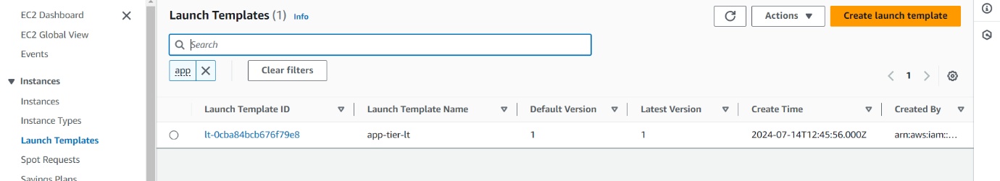 EC2 Dashboard
EC2 Global View
Events
Instances
Instances
Instance Types
Launch Templates
Spot Requests
Savings Plans
Launch Templates (1) Info
Actions
Create launch template
Search
app
Clear filters
1
Launch Template ID Launch Template Name Default Version Latest Version Create Time Created By
lt-0cba84bcb676f79e8 app-tier-lt 1 1 2024-07-14T12:45:56.000Z arn:aws:iam::…